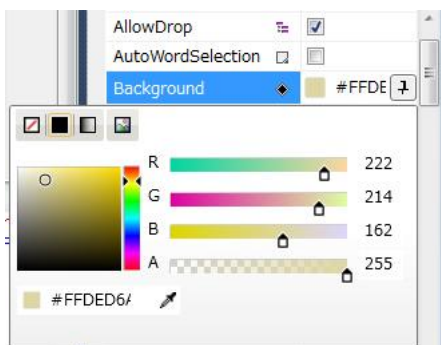 AllowDrop
AutoWordSelection
Background #FFDE
R 222
G 214
B 162
A 255
#FFDED6